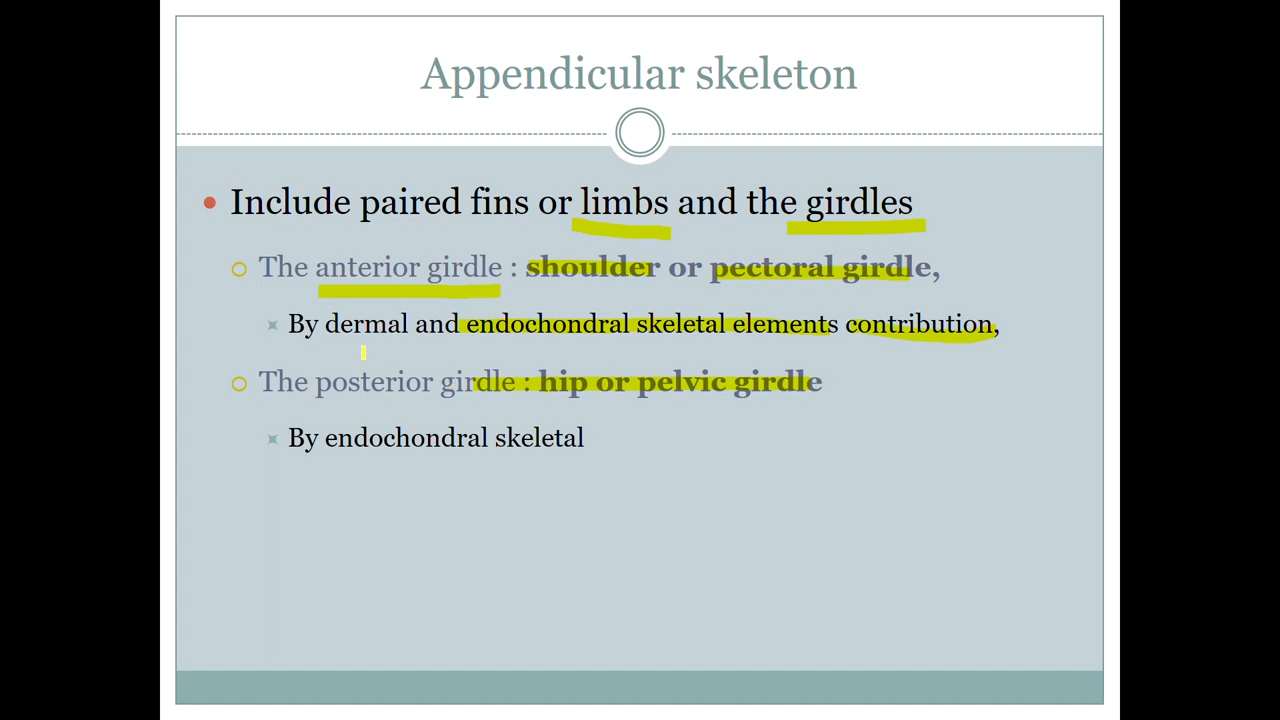 Appendicular skeleton
Include paired fins or limbs and the girdles
The anterior girdle : shoulder or pectoral girdle,
By dermal and endochondral skeletal elements contribution,
The posterior girdle : hip or pelvic girdle
By endochondral skeletal